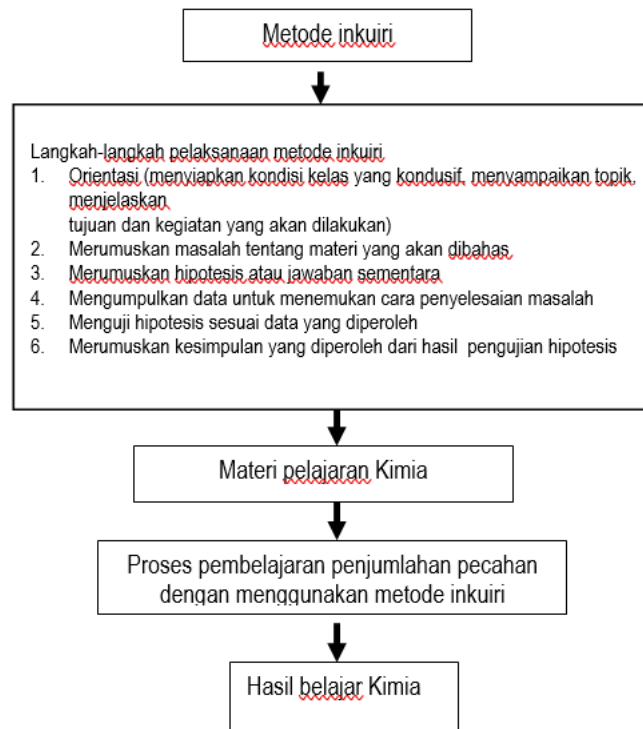 Metode inkuiri
Langkah-langkah pelaksanaan metode inkuiri
1. Orientasi (menyiapkan kondisi kelas yang kondusif, menyampaikan topik,
menjelaskan
tujuan dan kegiatan yang akan dilakukan)
2. Merumuskan masalah tentang materi yang akan dibahas
3. Merumuskan hipotesis atau jawaban sementara
4. Mengumpulkan data untuk menemukan cara penyelesaian masalah
5. Menguji hipotesis sesuai data yang diperoleh
6. Merumuskan kesimpulan yang diperoleh dari hasil pengujian hipotesis
Materi pelajaran Kimia
Proses pembelajaran penjumlahan pecahan
dengan menggunakan metode inkuiri
Hasil belajar Kimia